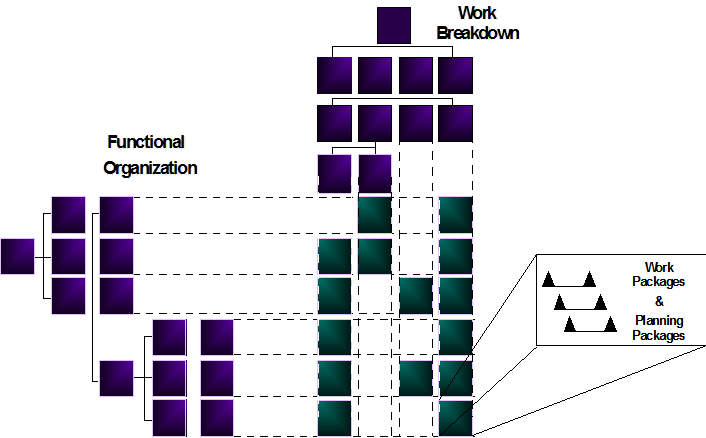 Work
Breakdown
Functional
Organization
Work
Packages
&
Planning
Packages